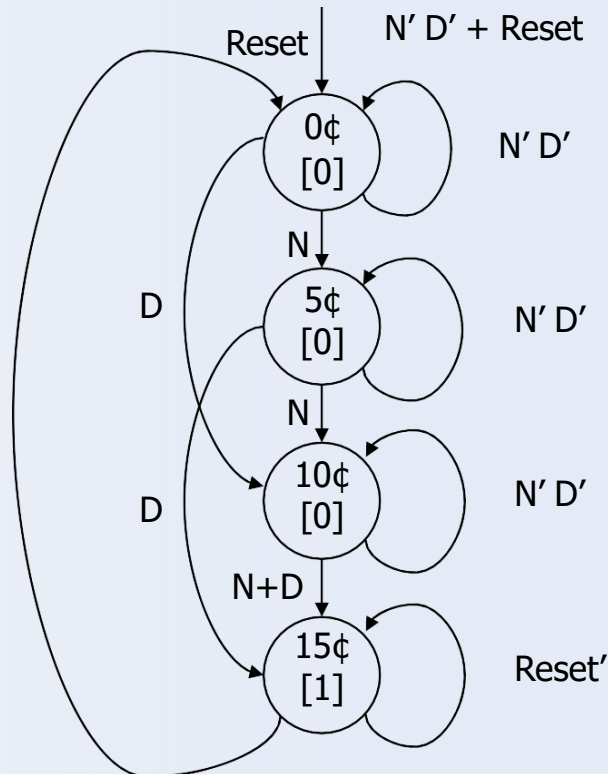 N’ D’ + Reset
Reset
0¢
[0]
N’ D’
N
D
5¢
[0]
N’ D’
N
10¢
[0]
N’ D’
D
N+D
15¢
[1]
Reset’